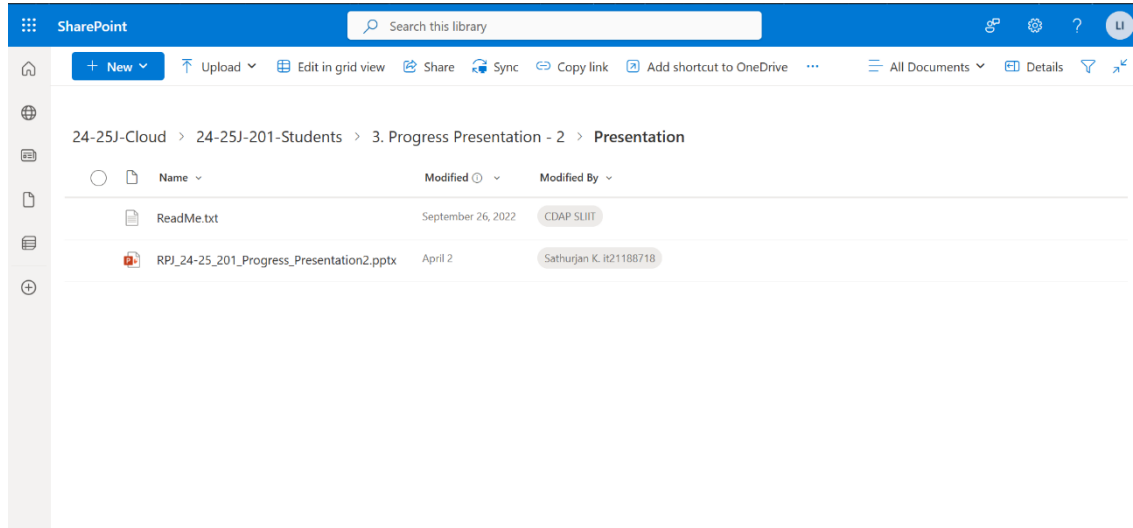 SharePoint Search this library ? LI
+ New Upload Edit in grid view Share Sync Copy link Add shortcut to OneDrive ... All Documents Details
24-25J-Cloud > 24-25J-201-Students > 3. Progress Presentation - 2 > Presentation
Name Modified Modified By
ReadMe.txt September 26, 2022 CDAP SLIIT
RPJ_24-25_201_Progress_Presentation2.pptx April 2 Sathurjan K. it21188718